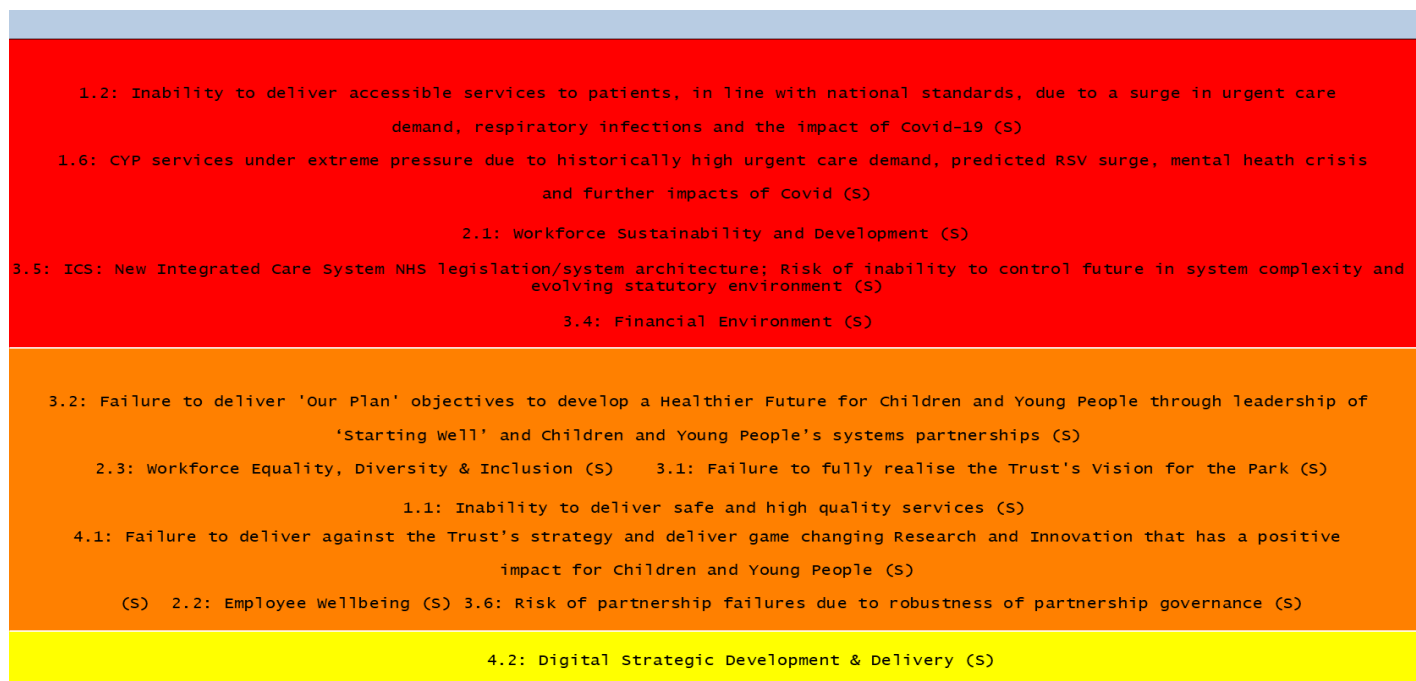 1.2: Inability to deliver accessible services to patients, in line with national standards, due to a surge in urgent care
demand, respiratory infections and the impact of Covid-19 (S)
1.6: CYP services under extreme pressure due to historically high urgent care demand, predicted RSV surge, mental heath crisis
and further impacts of Covid (S)
2.1: Workforce Sustainability and Development (S)
3.5: ICS: New Integrated Care System NHS legislation/system architecture; Risk of inability to control future in system complexity and
evolving statutory environment (S)
3.4: Financial Environment (S)
3.2: Failure to deliver 'Our Plan' objectives to develop a Healthier Future for Children and Young People through leadership of
‘Starting Well’ and Children and Young People’s systems partnerships (S)
2.3: Workforce Equality, Diversity & Inclusion (S) 3.1: Failure to fully realise the Trust's Vision for the Park (S)
1.1: Inability to deliver safe and high quality services (S)
4.1: Failure to deliver against the Trust’s strategy and deliver game changing Research and Innovation that has a positive
impact for Children and Young People (S)
(S) 2.2: Employee Wellbeing (S) 3.6: Risk of partnership failures due to robustness of partnership governance (S)
4.2: Digital Strategic Development & Delivery (S)